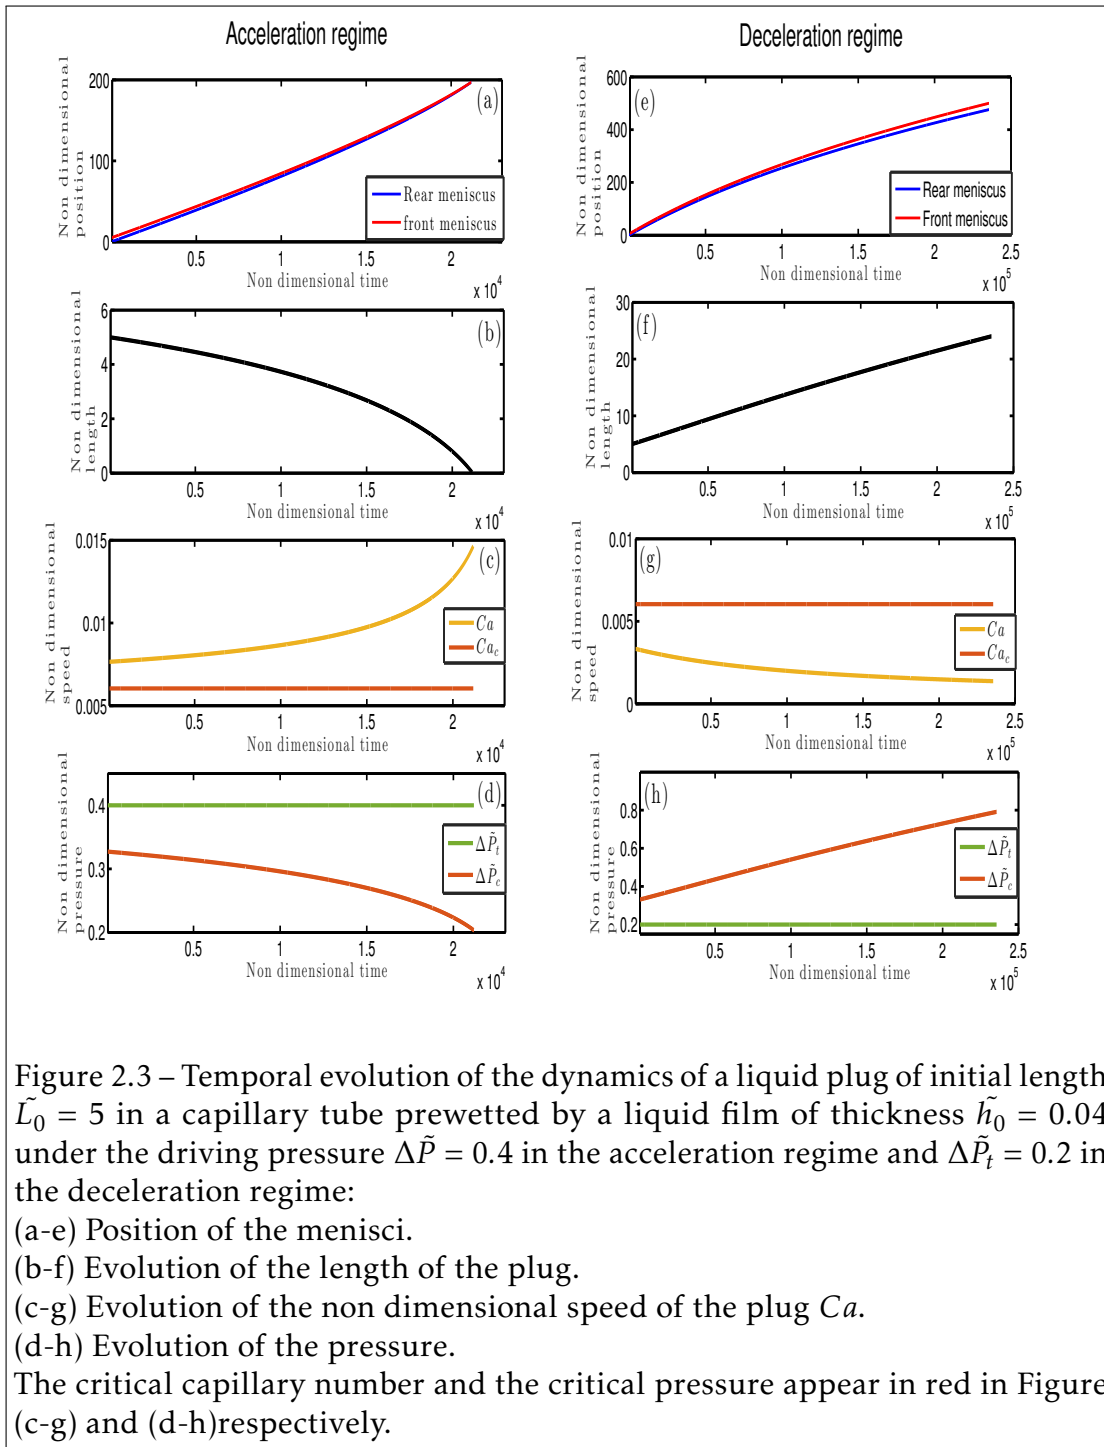 Acceleration regime
Deceleration regime
Non dimensional
position
200
100
0
(a)
Rear meniscus
front meniscus
0.5
1
1.5
2
Non dimensional time
x 10^4
Non dimensional
position
600
400
200
0
(e)
Rear meniscus
Front meniscus
0.5
1
1.5
2
2.5
Non dimensional time
x 10^5
Non dimensional
length
6
4
2
0
(b)
0.5
1
1.5
2
Non dimensional time
x 10^4
Non dimensional
length
30
20
10
0
(f)
0.5
1
1.5
2
2.5
Non dimensional time
x 10^5
Non dimensional
speed
0.015
0.01
0.005
(c)
Ca
Ca_c
0.5
1
1.5
2
Non dimensional time
x 10^4
Non dimensional
speed
0.01
0.005
0
(g)
Ca
Ca_c
0.5
1
1.5
2
2.5
Non dimensional time
x 10^5
Non dimensional
pressure
0.4
0.3
0.2
(d)
ΔP̃_t
ΔP̃_c
0.5
1
1.5
2
Non dimensional time
x 10^4
Non dimensional
pressure
0.8
0.6
0.4
0.2
(h)
ΔP̃_t
ΔP̃_c
0.5
1
1.5
2
2.5
Non dimensional time
x 10^5
Figure 2.3 – Temporal evolution of the dynamics of a liquid plug of initial length
L̃_0 = 5 in a capillary tube prewetted by a liquid film of thickness h̃_0 = 0.04
under the driving pressure ΔP̃ = 0.4 in the acceleration regime and ΔP̃_t = 0.2 in
the deceleration regime:
(a-e) Position of the menisci.
(b-f) Evolution of the length of the plug.
(c-g) Evolution of the non dimensional speed of the plug Ca.
(d-h) Evolution of the pressure.
The critical capillary number and the critical pressure appear in red in Figure
(c-g) and (d-h)respectively.